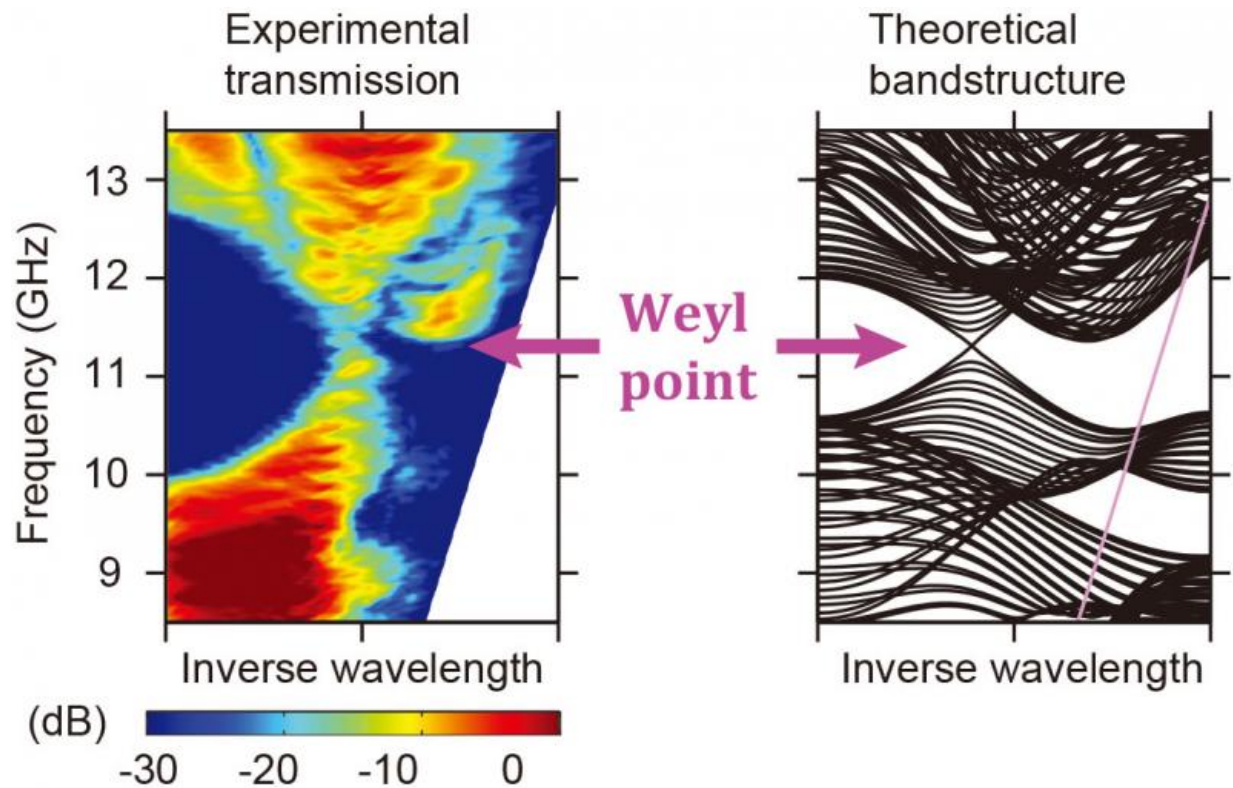 Experimental
transmission
Theoretical
bandstructure
Frequency (GHz)
13
12
11
10
9
Weyl
point
Inverse wavelength
Inverse wavelength
(dB)
-30 -20 -10 0